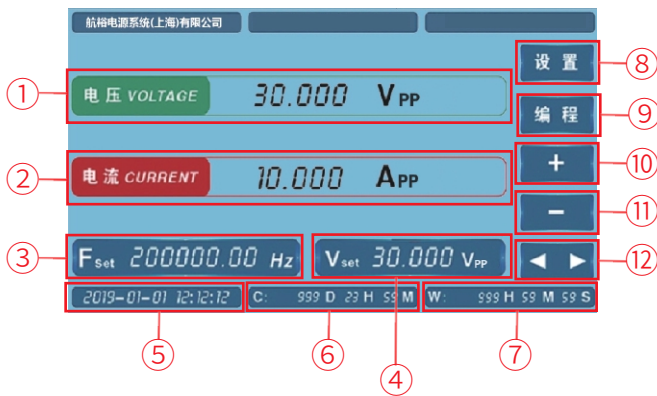 航裕电源系统(上海)有限公司
设 置
⑧
① 电 压 VOLTAGE 30.000 VPP
编 程
⑨
+
⑩
② 电 流 CURRENT 10.000 APP
−
⑪
③ Fset 200000.00 Hz Vset 30.000 VPP ◀ ▶ ⑫
2019-01-01 12:12:12 C: 999 D 23 H 59 M W: 999 H 59 M 59 S
⑤ ⑥ ④ ⑦